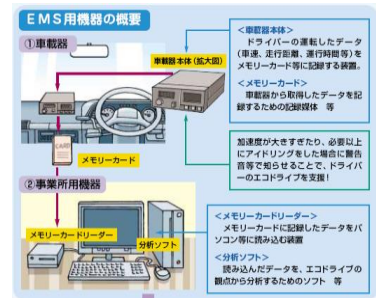 EMS用機器の概要
①車載器
車載器本体(拡大図)
メモリーカード
<車載器本体>
ドライバーの運転したデータ
(車速、走行距離、運行時間等)を
メモリーカード等に記録する装置。
<メモリーカード>
車載器から取得したデータを記
録するための記録媒体 等
加速度が大きすぎたり、必要以上
にアイドリングをした場合に警告
音等で知らせることで、ドライバー
のエコドライブを支援!
②事業所用機器
メモリーカードリーダー
分析ソフト
<メモリーカードリーダー>
メモリーカードに記録したデータをパ
ソコン等に読み込む装置
<分析ソフト>
読み込んだデータを、エコドライブの
観点から分析するためのソフト 等